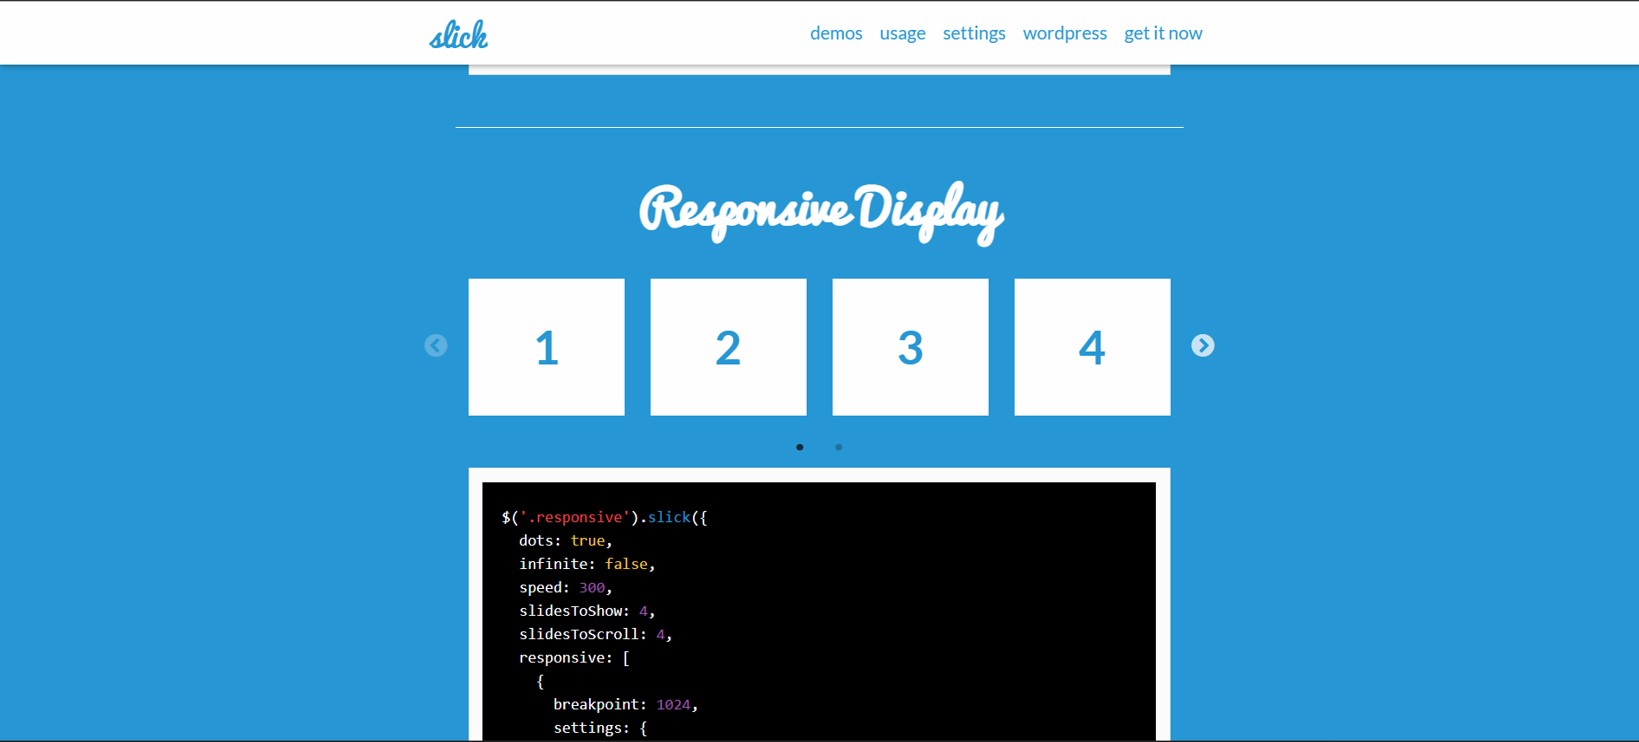 slick
demos usage settings wordpress get it now
Responsive Display
1 2 3 4
$('.responsive').slick({
  dots: true,
  infinite: false,
  speed: 300,
  slidesToShow: 4,
  slidesToScroll: 4,
  responsive: [
    {
      breakpoint: 1024,
      settings: {